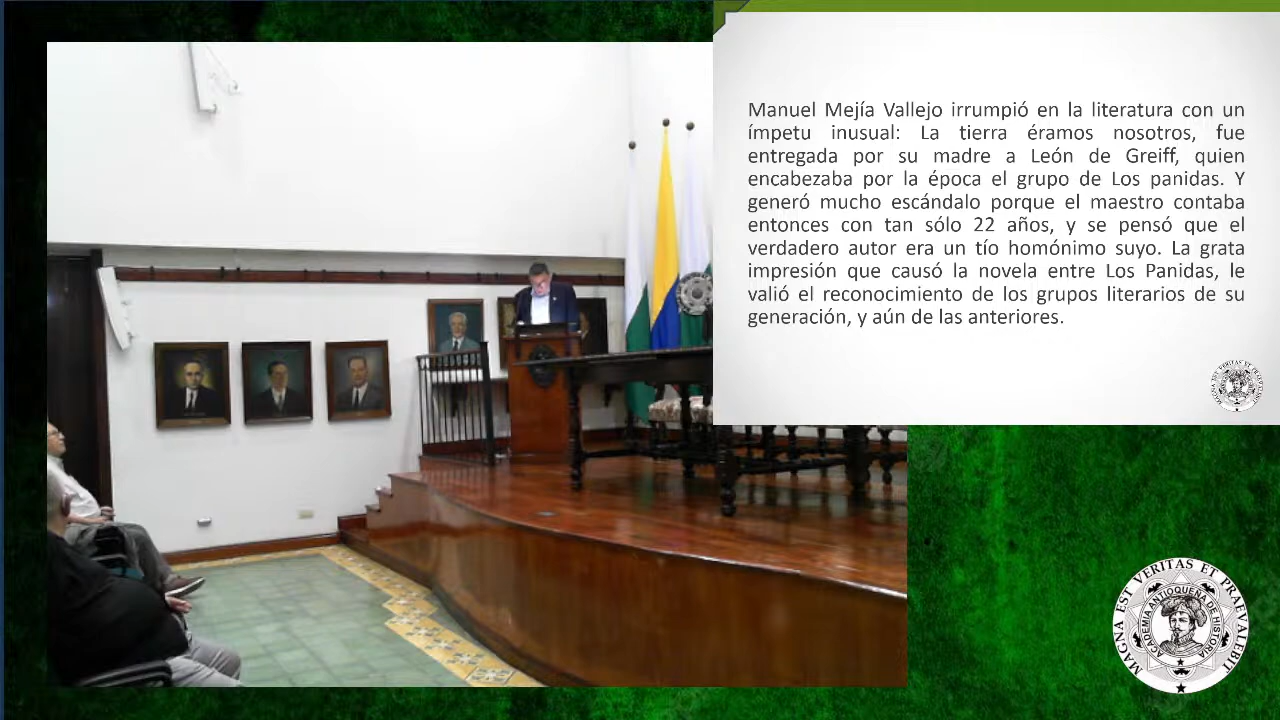 Manuel Mejía Vallejo irrumpió en la literatura con un
ímpetu inusual: La tierra éramos nosotros, fue
entregada por su madre a León de Greiff, quien
encabezaba por la época el grupo de Los panidas. Y
generó mucho escándalo porque el maestro contaba
entonces con tan sólo 22 años, y se pensó que el
verdadero autor era un tío homónimo suyo. La grata
impresión que causó la novela entre Los Panidas, le
valió el reconocimiento de los grupos literarios de su
generación, y aún de las anteriores.
MAGNA EST VERITAS ET PRAEVALEBIT
ACADEMIA ANTIOQUEÑA DE HISTORIA